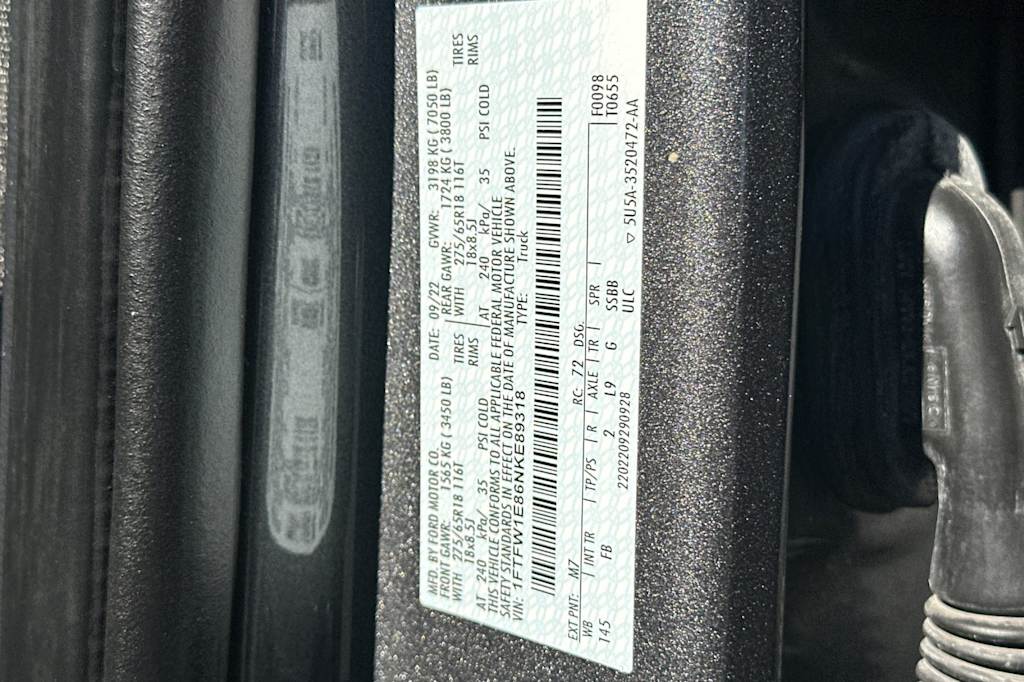 MFD. BY FORD MOTOR CO. DATE: 09/22 GVWR: 3198 KG ( 7050 LB)
FRONT GAWR: 1565 KG ( 3450 LB) REAR GAWR: 1724 KG ( 3800 LB)
WITH 275/65R18 116T TIRES WITH 275/65R18 116T TIRES
18x8.5J RIMS 18x8.5J RIMS
AT 240 kPa/ 35 PSI COLD AT 240 kPa/ 35 PSI COLD
THIS VEHICLE CONFORMS TO ALL APPLICABLE FEDERAL MOTOR VEHICLE
SAFETY STANDARDS IN EFFECT ON THE DATE OF MANUFACTURE SHOWN ABOVE.
VIN: 1FTFW1E86NKE89318 TYPE: Truck
EXT PNT: M7 RC: 72 DSG:
WB | INT TR | TP/PS | R | AXLE | TR | SPR | F0098
145 FB 2 L9 G SSBB T0655
2202209290928 ULC ▽ 5U5A-3520472-AA